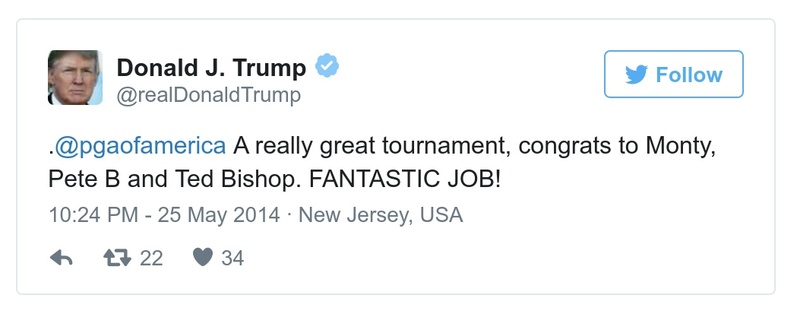 Donald J. Trump
@realDonaldTrump
Follow
.@pgaofamerica A really great tournament, congrats to Monty,
Pete B and Ted Bishop. FANTASTIC JOB!
10:24 PM - 25 May 2014 · New Jersey, USA
22 34